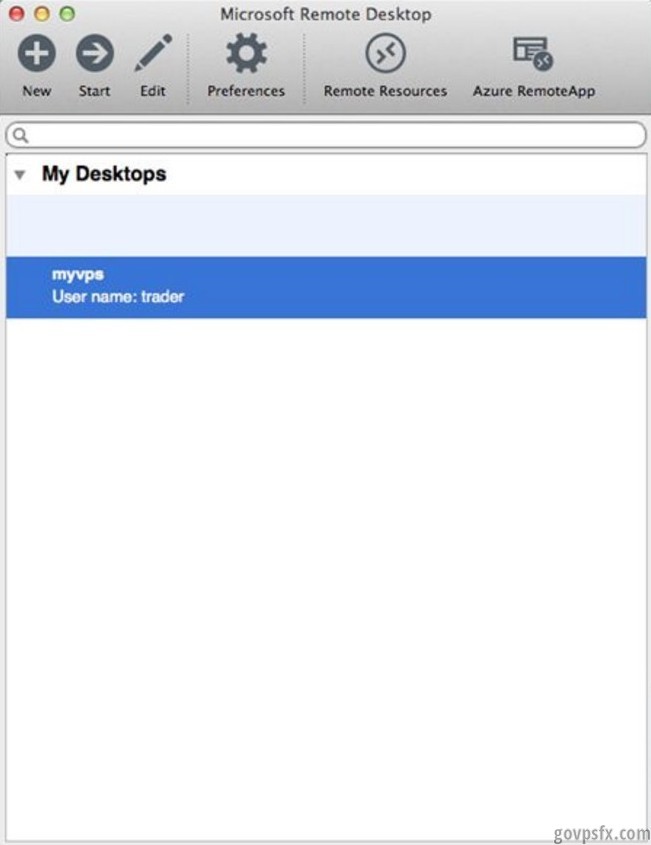 Microsoft Remote Desktop
New Start Edit Preferences Remote Resources Azure RemoteApp
My Desktops
myvps
User name: trader
govpsfx.com